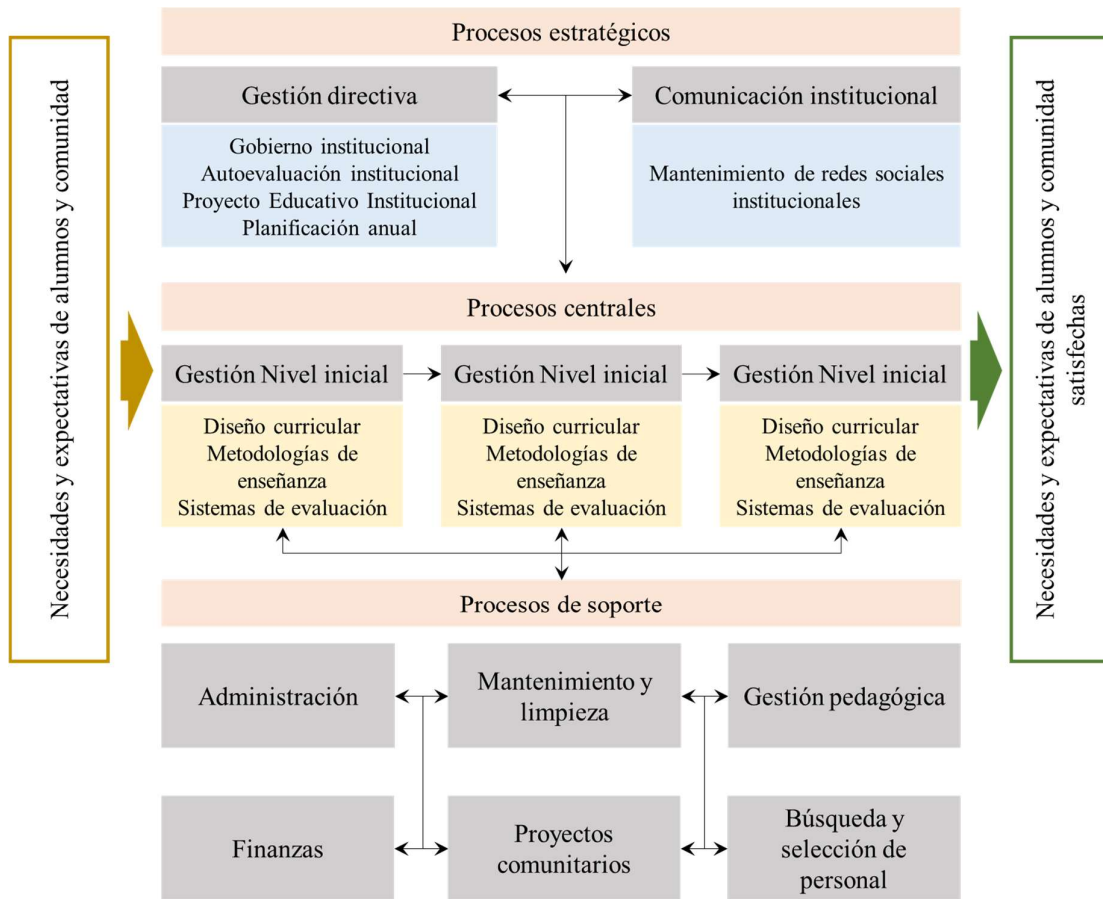 Procesos estratégicos
Necesidades y expectativas de alumnos y comunidad
Gestión directiva
Comunicación institucional
Gobierno institucional
Autoevaluación institucional
Proyecto Educativo Institucional
Planificación anual
Mantenimiento de redes sociales
institucionales
Procesos centrales
Gestión Nivel inicial
Gestión Nivel inicial
Gestión Nivel inicial
Diseño curricular
Metodologías de
enseñanza
Sistemas de evaluación
Diseño curricular
Metodologías de
enseñanza
Sistemas de evaluación
Diseño curricular
Metodologías de
enseñanza
Sistemas de evaluación
Procesos de soporte
Administración
Mantenimiento y
limpieza
Gestión pedagógica
Finanzas
Proyectos
comunitarios
Búsqueda y
selección de
personal
Necesidades y expectativas de alumnos y comunidad
satisfechas